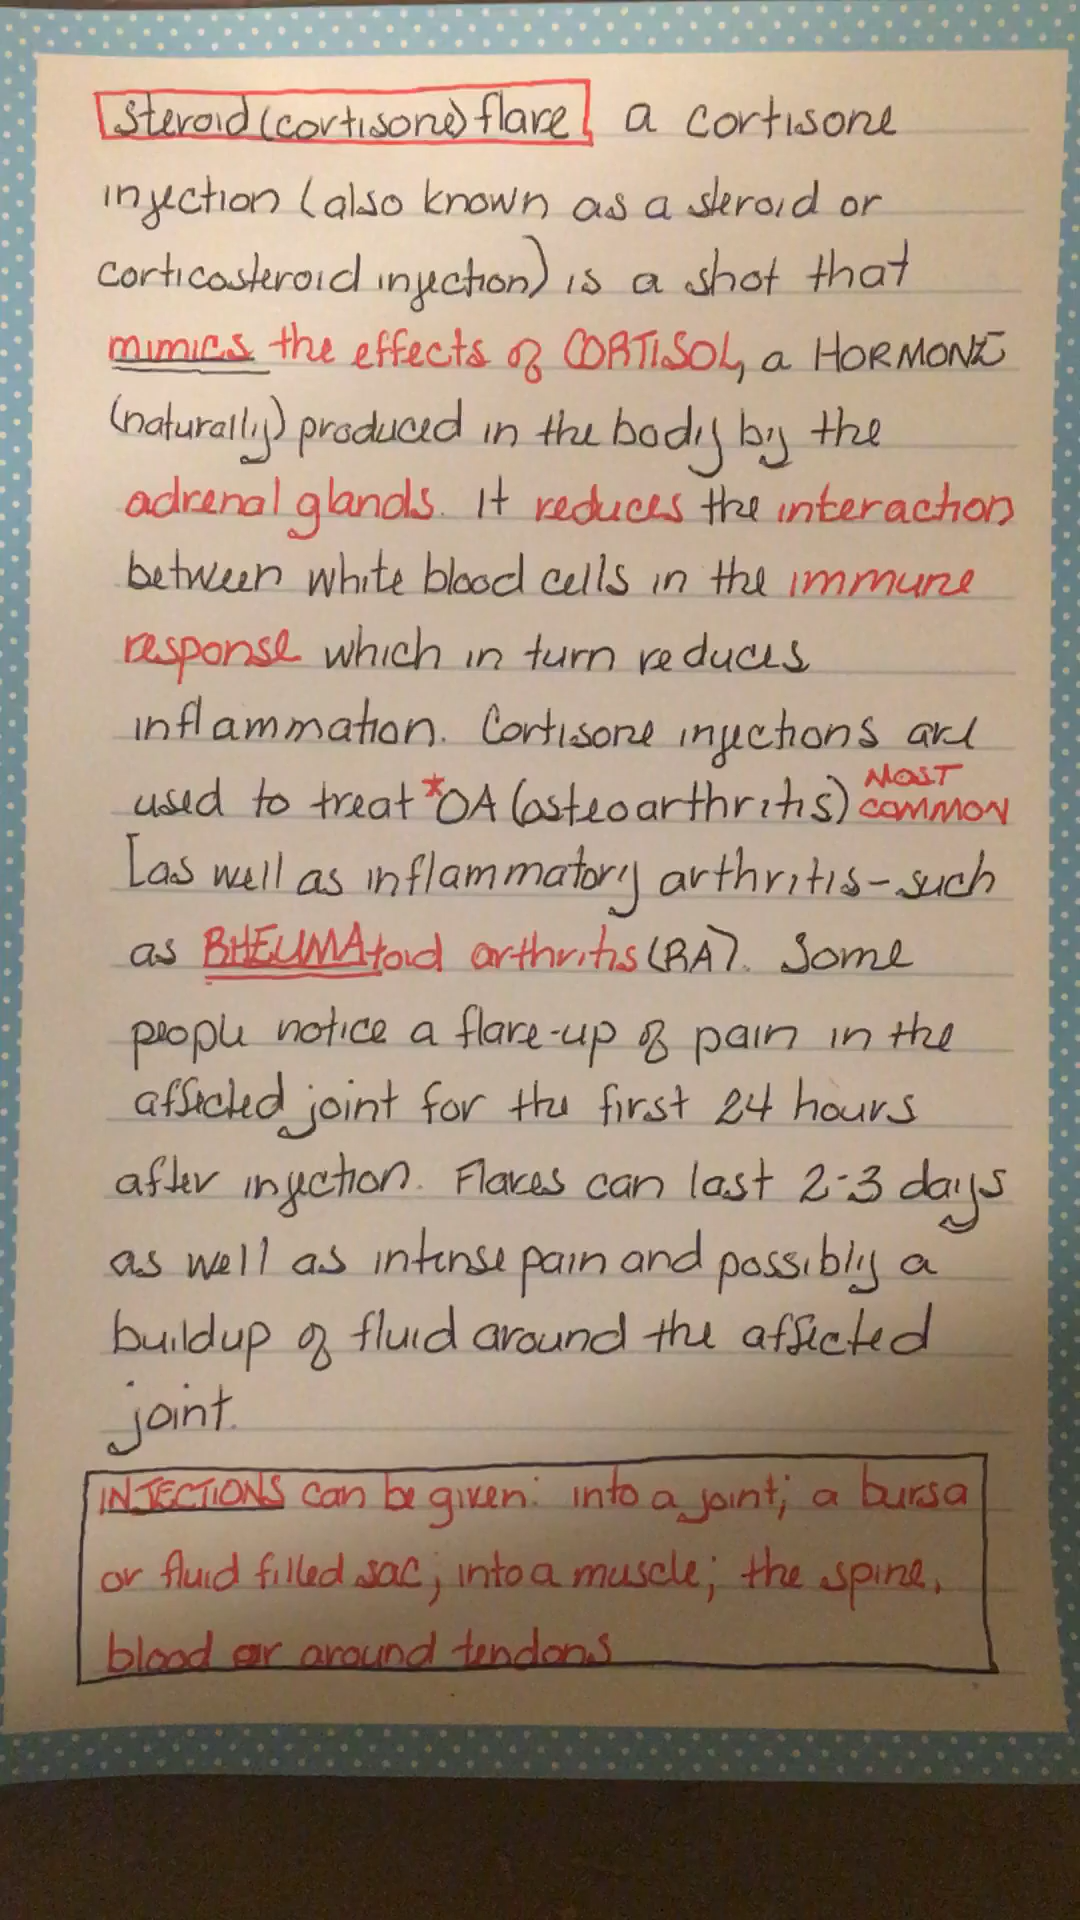 steroid (cortisone) flare a cortisone
injection (also known as a steroid or
corticosteroid injection) is a shot that
mimics the effects of CORTISOL, a HORMONE
(naturally) produced in the body by the
adrenal glands. It reduces the interaction
between white blood cells in the immune
response which in turn reduces
inflammation. Cortisone injections are
used to treat *OA (osteoarthritis) MOST COMMON
[as well as inflammatory arthritis-such
as RHEUMAtoid arthritis (RA]. Some
people notice a flare-up of pain in the
affected joint for the first 24 hours
after injection. Flares can last 2-3 days
as well as intense pain and possibly a
buildup of fluid around the affected
joint.
INJECTIONS can be given: into a joint; a bursa
or fluid filled sac; into a muscle; the spine,
blood or around tendons